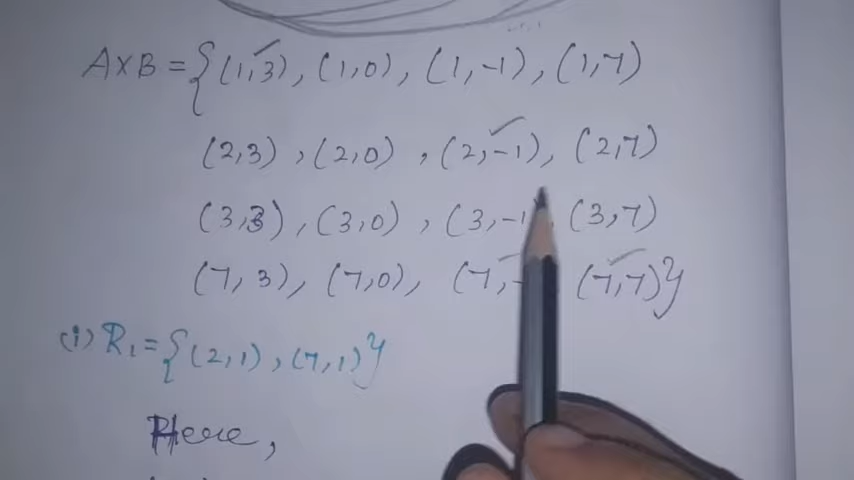 A×B = {(1,3), (1,0), (1,-1), (1,7)
(2,3), (2,0), (2,-1), (2,7)
(3,3), (3,0), (3,-1, (3,7)
(7,3), (7,0), (7,- (7,7)}
(i) R₁ = {(2,1), (7,1)}
Here,